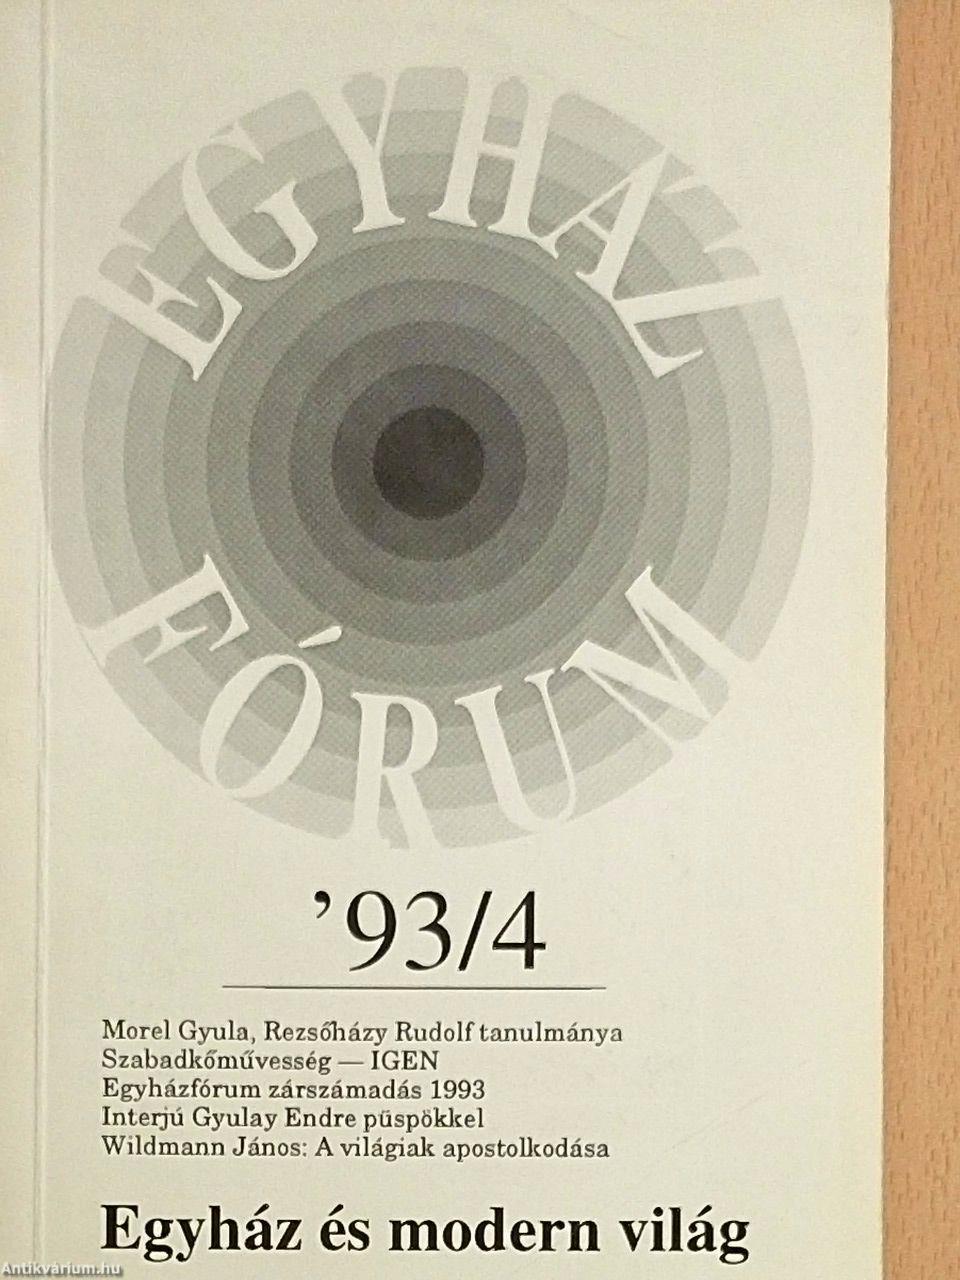 EGYHÁZ
FÓRUM
’93/4
Morel Gyula, Rezsőházy Rudolf tanulmánya
Szabadkőművesség — IGEN
Egyházfórum zárszámadás 1993
Interjú Gyulay Endre püspökkel
Wildmann János: A világiak apostolkodása
Egyház és modern világ
Antikvárium.hu